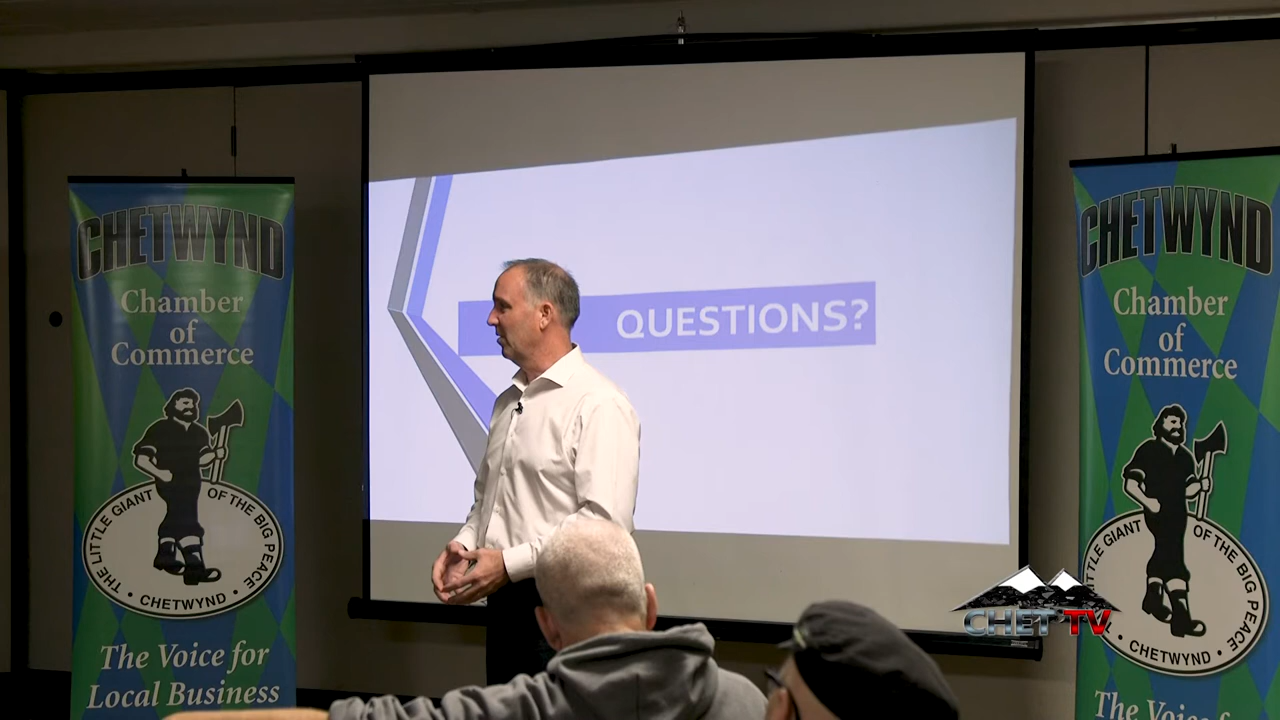 CHETWYND
Chamber
of
Commerce
THE LITTLE GIANT OF THE BIG PEACE
• CHETWYND •
The Voice for
Local Business
QUESTIONS?
CHETWYND
Chamber
of
Commerce
LITTLE GIANT OF THE BIG PEACE
• CHETWYND •
The Voice f
CHET TV